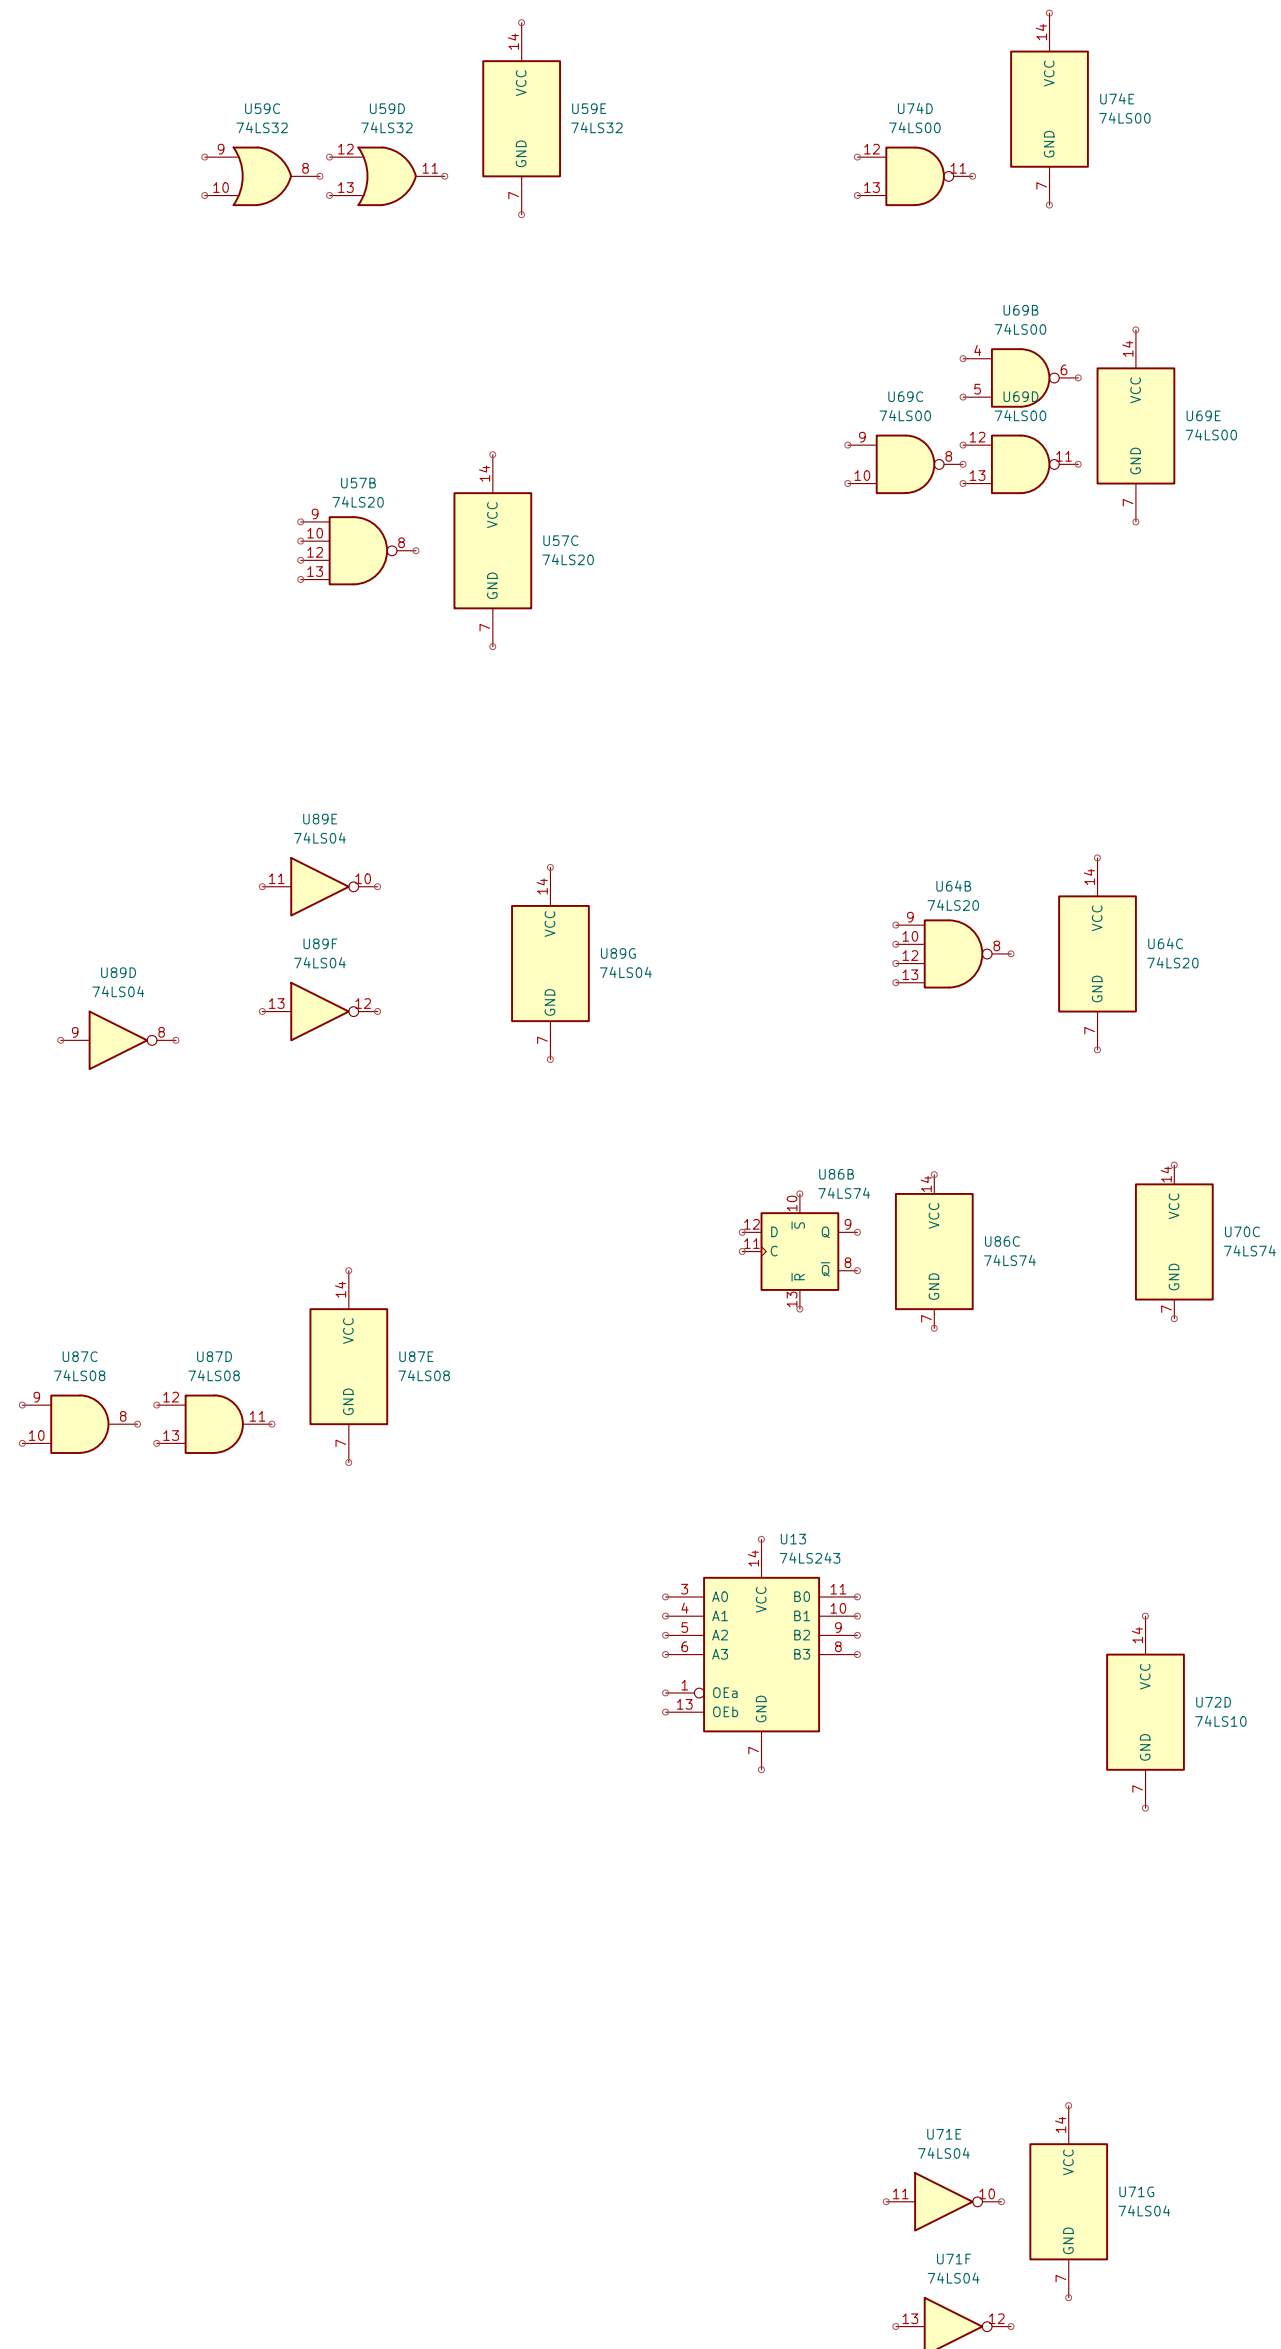 U59C
74LS32
9
10
8
U59D
74LS32
12
13
11
14
VCC
GND
7
U59E
74LS32
U74D
74LS00
12
13
11
14
VCC
GND
7
U74E
74LS00
U69B
74LS00
4
5
6
U69C
74LS00
9
10
8
U69D
74LS00
12
13
11
14
VCC
GND
7
U69E
74LS00
U57B
74LS20
9
10
12
13
8
14
VCC
GND
7
U57C
74LS20
U89E
74LS04
11
10
U89F
74LS04
13
12
U89D
74LS04
9
8
14
VCC
GND
7
U89G
74LS04
U64B
74LS20
9
10
12
13
8
14
VCC
GND
7
U64C
74LS20
U86B
74LS74
10
12
D
S
Q
9
11
C
Q
8
R
13
14
VCC
GND
7
U86C
74LS74
14
VCC
GND
7
U70C
74LS74
U87C
74LS08
9
10
8
U87D
74LS08
12
13
11
14
VCC
GND
7
U87E
74LS08
U13
74LS243
14
VCC
3 A0 B0 11
4 A1 B1 10
5 A2 B2 9
6 A3 B3 8
1 OEa
13 OEb
GND
7
14
VCC
GND
7
U72D
74LS10
U71E
74LS04
11
10
14
VCC
GND
7
U71G
74LS04
U71F
74LS04
13
12